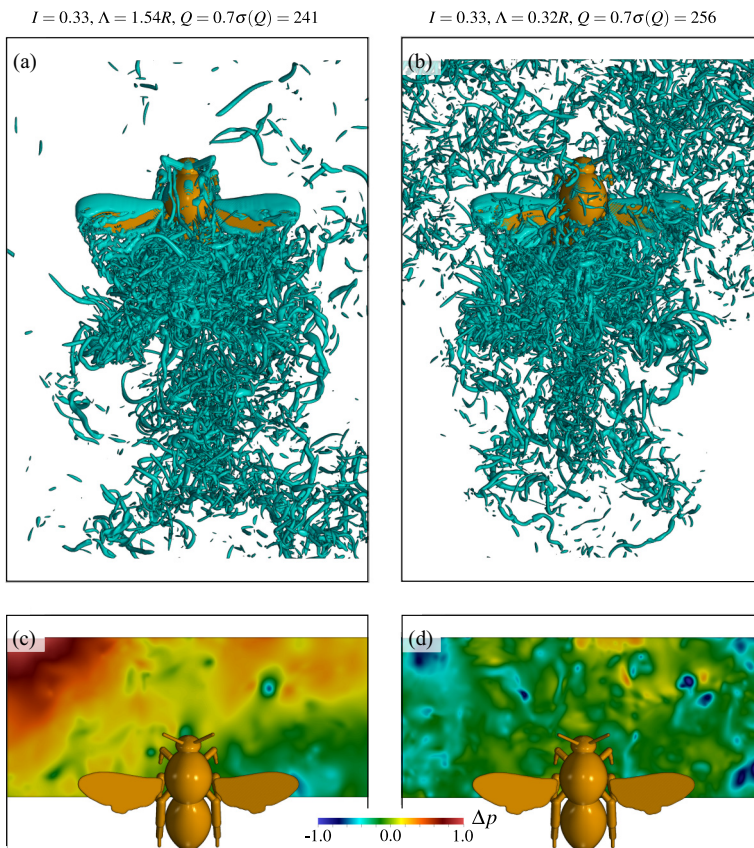 I = 0.33, Λ = 1.54R, Q = 0.7σ(Q) = 241
I = 0.33, Λ = 0.32R, Q = 0.7σ(Q) = 256
(a)
(b)
(c)
(d)
Δp
-1.0 0.0 1.0